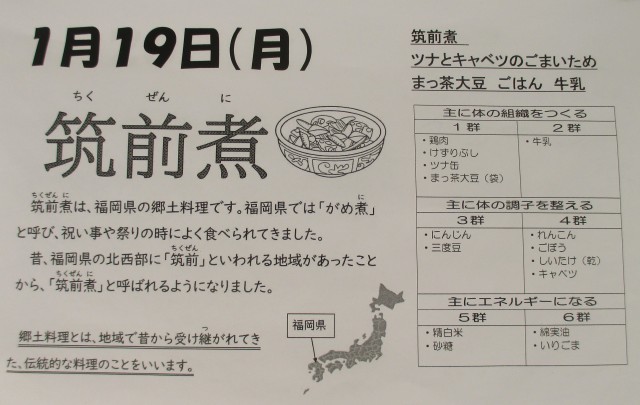 1月19日(月)
ちく ぜん に
筑前煮
ちくぜん に に
筑前煮は、福岡県の郷土料理です。福岡県では「がめ煮」
と呼び、祝い事や祭りの時によく食べられてきました。
ちくぜん
昔、福岡県の北西部に「筑前」といわれる地域があったこと
ちくぜん に
から、「筑前煮」と呼ばれるようになりました。
福岡県
つ
郷土料理とは、地域で昔から受け継がれてき
た、伝統的な料理のことをいいます。
筑前煮
ツナとキャベツのごまいため
まっ茶大豆 ごはん 牛乳
主に体の組織をつくる
1群 2群
・鶏肉 ・牛乳
・けずりぶし
・ツナ缶
・まっ茶大豆(袋)
主に体の調子を整える
3群 4群
・にんじん ・れんこん
・三度豆 ・ごぼう
・しいたけ(乾)
・キャベツ
主にエネルギーになる
5群 6群
・精白米 ・綿実油
・砂糖 ・いりごま